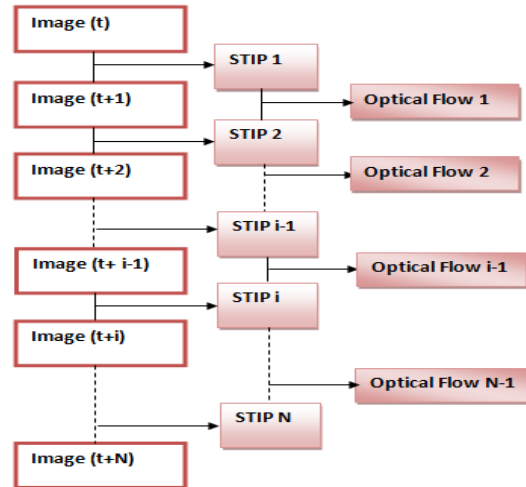 Image (t)
STIP 1
Image (t+1)
Optical Flow 1
STIP 2
Image (t+2)
Optical Flow 2
STIP i-1
Image (t+ i-1)
Optical Flow i-1
STIP i
Image (t+i)
Optical Flow N-1
STIP N
Image (t+N)